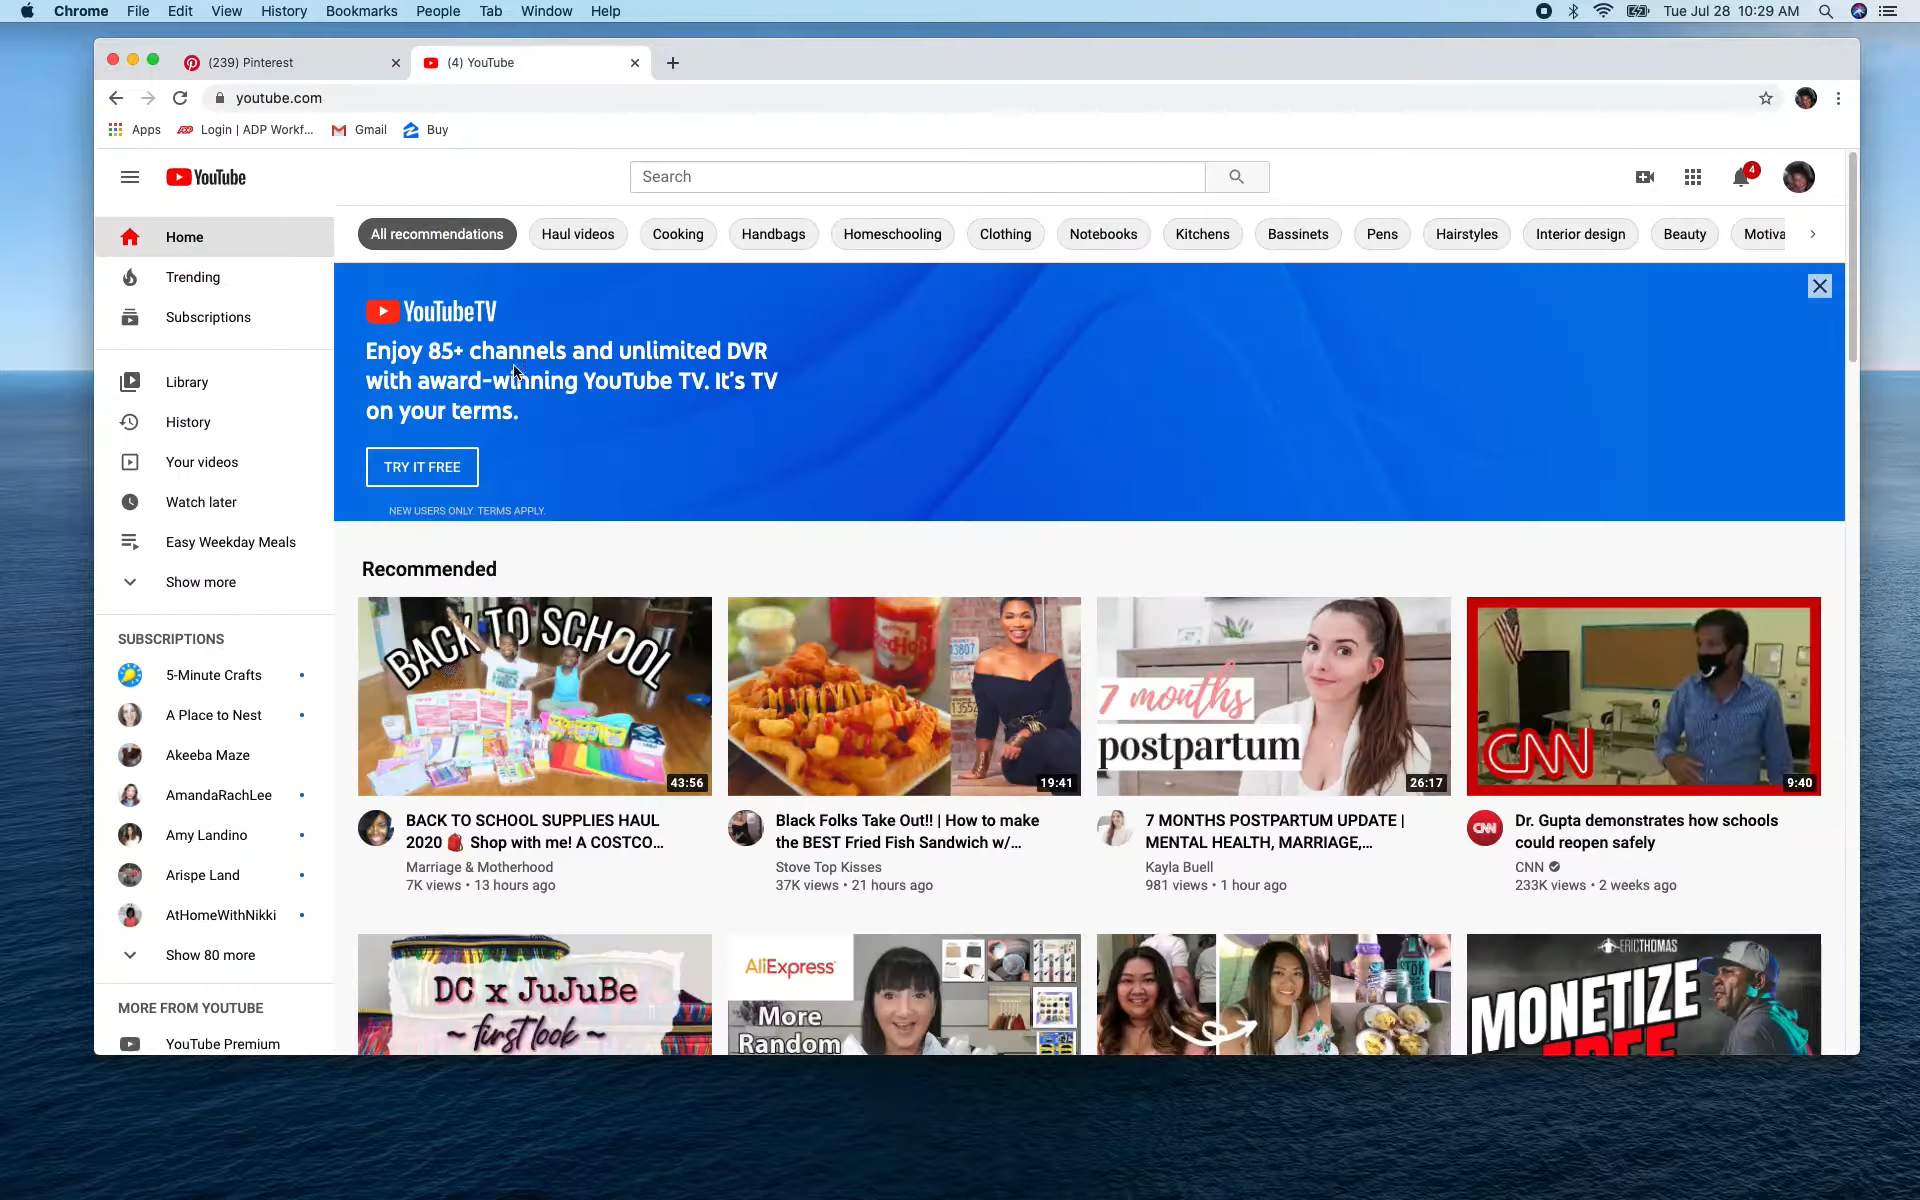 Chrome File Edit View History Bookmarks People Tab Window Help
Tue Jul 28 10:29 AM
(239) Pinterest
(4) YouTube
youtube.com
Apps
Login | ADP Workf...
Gmail
Buy
YouTube
Search
4
Home
Trending
Subscriptions
Library
History
Your videos
Watch later
Easy Weekday Meals
Show more
SUBSCRIPTIONS
5-Minute Crafts
A Place to Nest
Akeeba Maze
AmandaRachLee
Amy Landino
Arispe Land
AtHomeWithNikki
Show 80 more
MORE FROM YOUTUBE
YouTube Premium
All recommendations
Haul videos
Cooking
Handbags
Homeschooling
Clothing
Notebooks
Kitchens
Bassinets
Pens
Hairstyles
Interior design
Beauty
Motiva
YouTubeTV
Enjoy 85+ channels and unlimited DVR
with award-winning YouTube TV. It's TV
on your terms.
TRY IT FREE
NEW USERS ONLY. TERMS APPLY.
Recommended
BACK TO SCHOOL
43:56
BACK TO SCHOOL SUPPLIES HAUL
2020 🎒 Shop with me! A COSTCO...
Marriage & Motherhood
7K views • 13 hours ago
13807
13552
19:41
Black Folks Take Out!! | How to make
the BEST Fried Fish Sandwich w/...
Stove Top Kisses
37K views • 21 hours ago
7 months
postpartum
26:17
7 MONTHS POSTPARTUM UPDATE |
MENTAL HEALTH, MARRIAGE,...
Kayla Buell
981 views • 1 hour ago
CNN
9:40
CNN
Dr. Gupta demonstrates how schools
could reopen safely
CNN
233K views • 2 weeks ago
DC x JuJuBe
~ first look ~
AliExpress
More
Random
STOK
ERICTHOMAS
MONETIZE
FREE